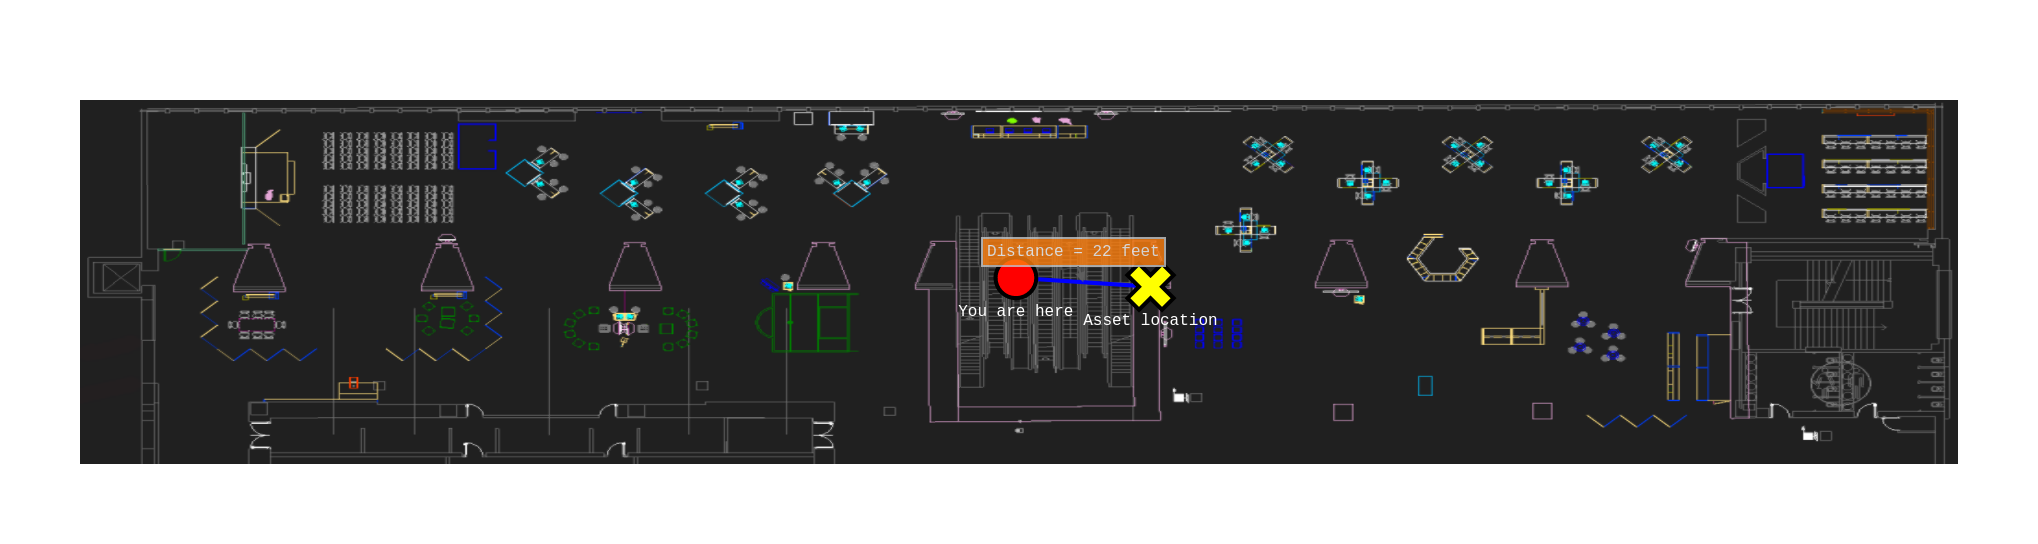 Distance = 22 feet
You are here
Asset location